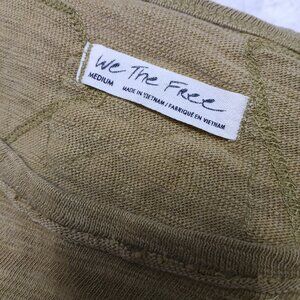 We The Free
MEDIUM
MADE IN VIETNAM / FABRIQUÉ EN VIETNAM